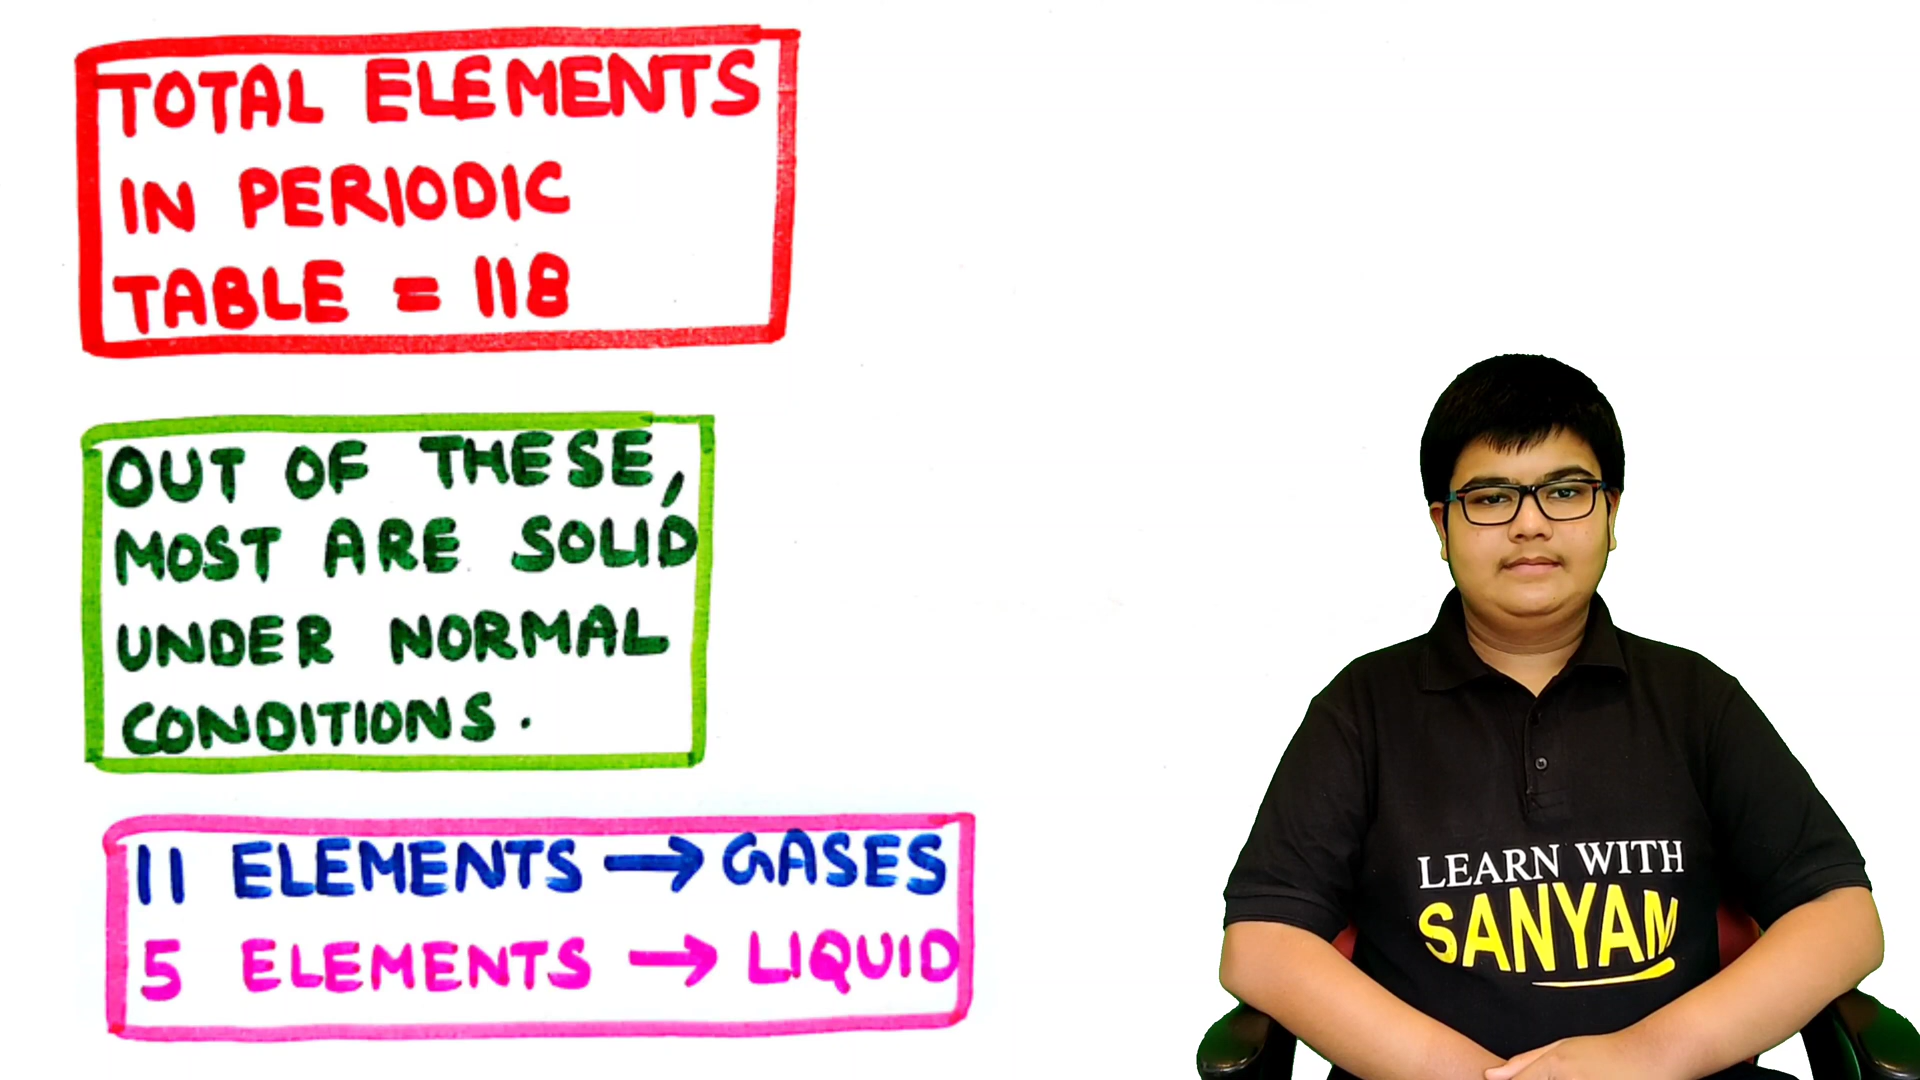 TOTAL ELEMENTS
IN PERIODIC
TABLE = 118
OUT OF THESE,
MOST ARE SOLID
UNDER NORMAL
CONDITIONS.
11 ELEMENTS → GASES
5 ELEMENTS → LIQUID
LEARN WITH
SANYAM